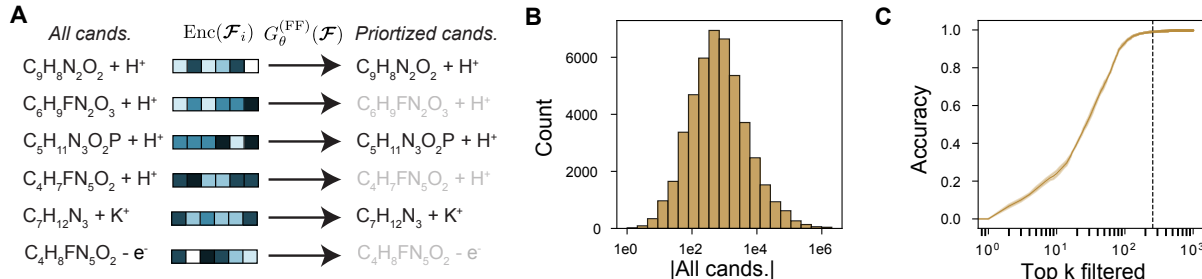 A
All cands. Enc(𝓕ᵢ) G_θ^(FF)(𝓕) Priortized cands.
C₉H₈N₂O₂ + H⁺ C₉H₈N₂O₂ + H⁺
C₆H₉FN₂O₃ + H⁺ C₆H₉FN₂O₃ + H⁺
C₅H₁₁N₃O₂P + H⁺ C₅H₁₁N₃O₂P + H⁺
C₄H₇FN₅O₂ + H⁺ C₄H₇FN₅O₂ + H⁺
C₇H₁₂N₃ + K⁺ C₇H₁₂N₃ + K⁺
C₄H₈FN₅O₂ - e⁻ C₄H₈FN₅O₂ - e⁻
B
Count
6000
4000
2000
0
1e0 1e2 1e4 1e6
|All cands.|
C
Accuracy
1.0
0.8
0.6
0.4
0.2
0.0
10⁰ 10¹ 10² 10³
Top k filtered